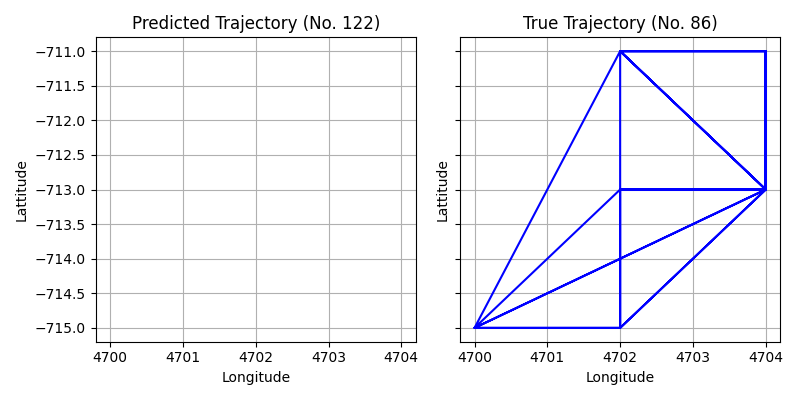 Predicted Trajectory (No. 122)
Lattitude
−711.0
−711.5
−712.0
−712.5
−713.0
−713.5
−714.0
−714.5
−715.0
4700 4701 4702 4703 4704
Longitude
True Trajectory (No. 86)
Lattitude
4700 4701 4702 4703 4704
Longitude